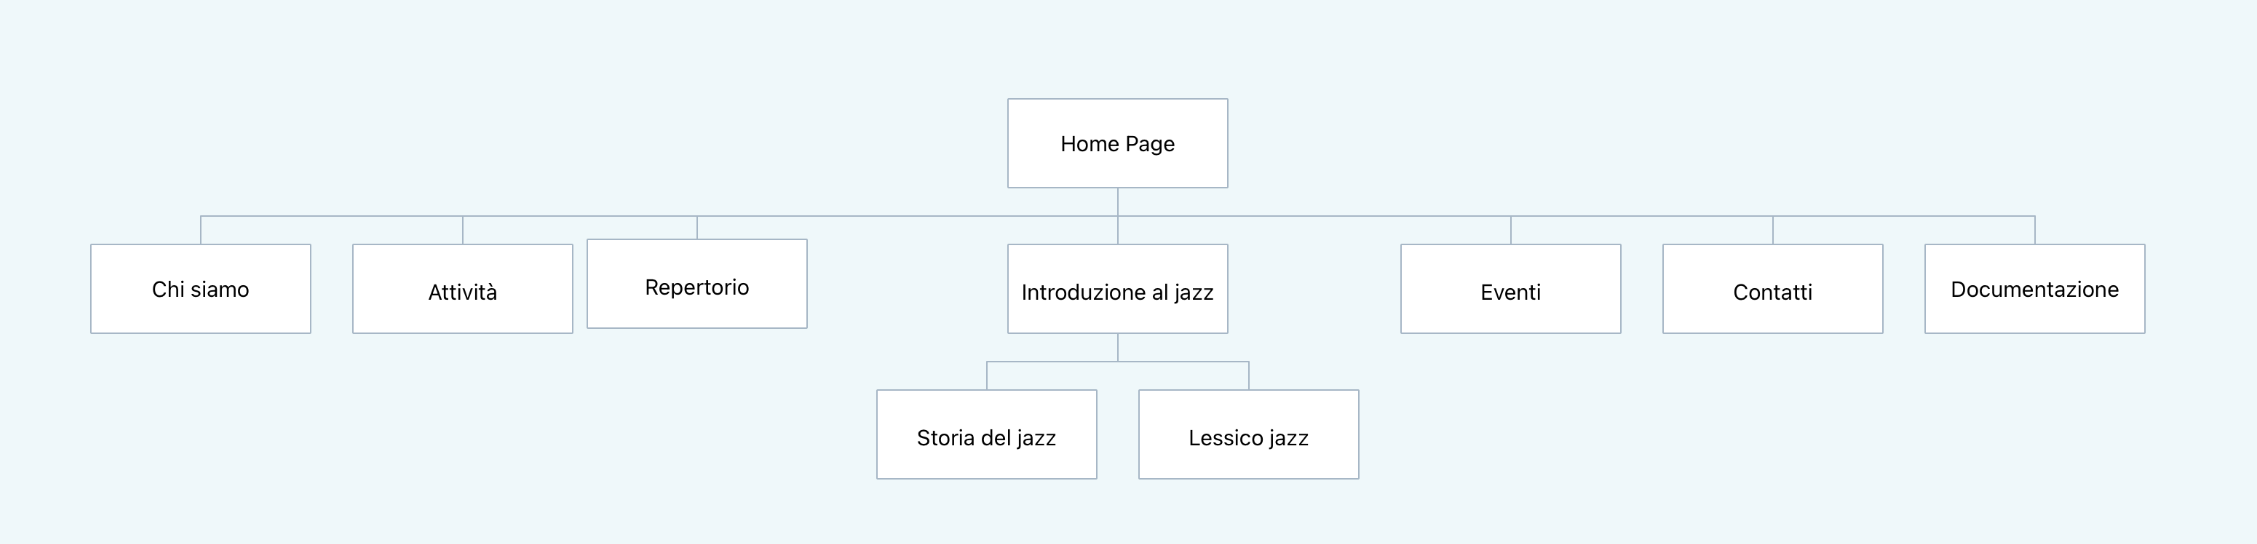 Home Page
Chi siamo
Attività
Repertorio
Introduzione al jazz
Eventi
Contatti
Documentazione
Storia del jazz
Lessico jazz